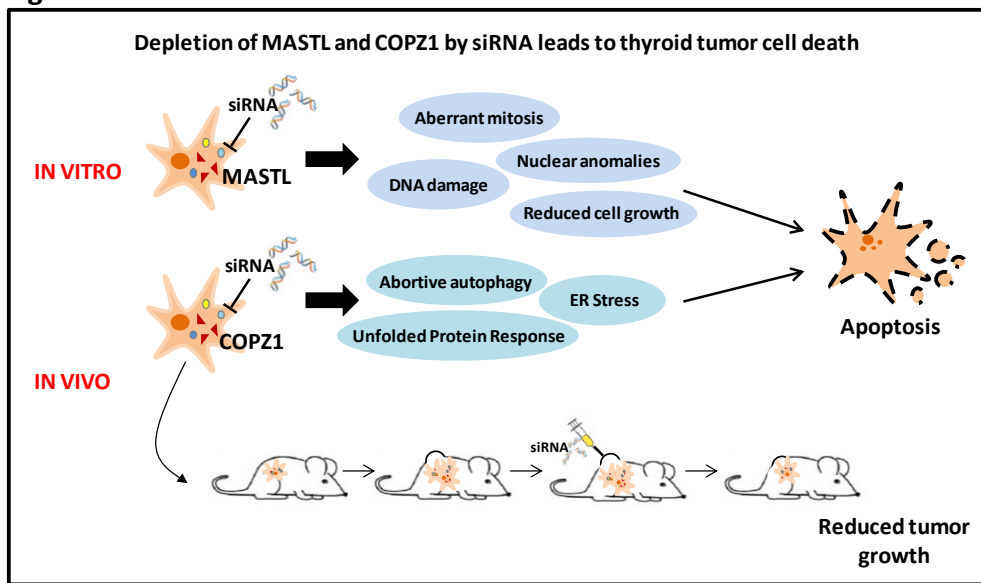 Depletion of MASTL and COPZ1 by siRNA leads to thyroid tumor cell death
siRNA
IN VITRO
MASTL
Aberrant mitosis
Nuclear anomalies
DNA damage
Reduced cell growth
siRNA
COPZ1
Abortive autophagy
ER Stress
Unfolded Protein Response
Apoptosis
IN VIVO
siRNA
Reduced tumor
growth